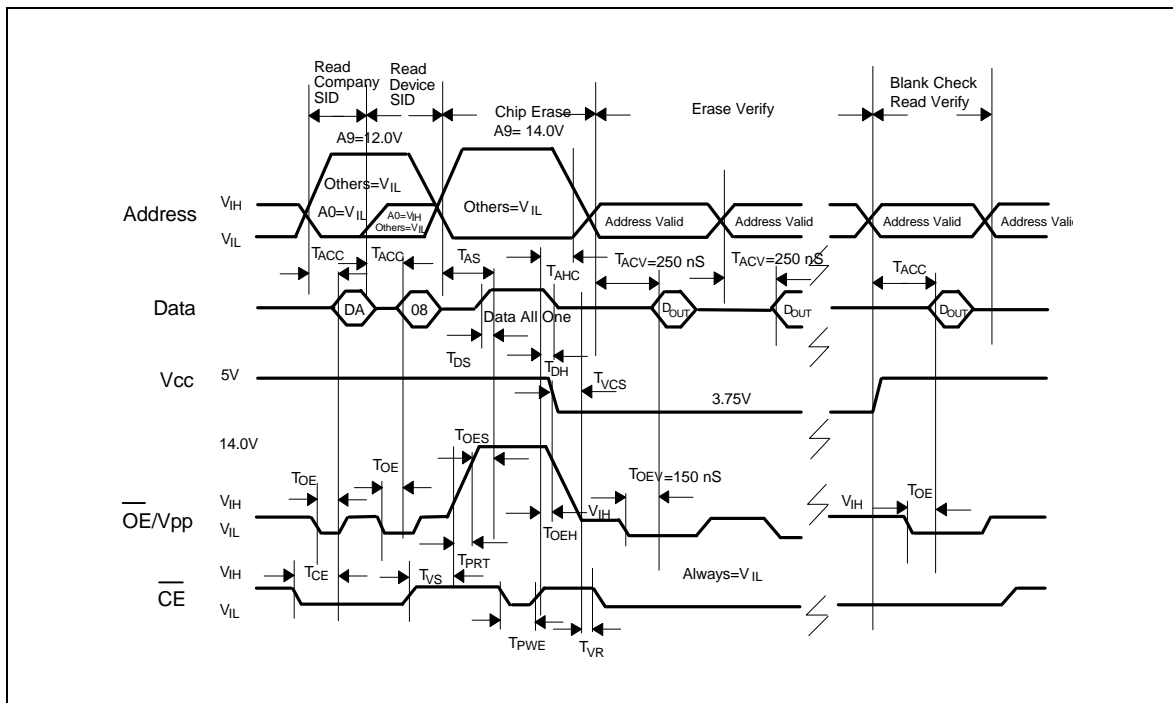 Read
Company
SID
Read
Device
SID
Chip Erase
Erase Verify
Blank Check
Read Verify
A9=12.0V
A9= 14.0V
Others=VIL
Address
VIH
VIL
A0=VIL
A0=VIH
Others=VIL
Others=VIL
Address Valid
Address Valid
Address Valid
Address Valid
TACC
TACC
TAS
TAHC
TACV=250 nS
TACV=250 nS
TACC
Data
DA
08
Data All One
DOUT
DOUT
DOUT
TDS
TDH
TVCS
Vcc
5V
3.75V
14.0V
TOE
TOE
TOES
TOEV=150 nS
TOE
OE/Vpp
VIH
VIL
VIH
VIH
TOEH
TPRT
CE
VIH
VIL
TCE
TVS
Always=VIL
TPWE
TVR